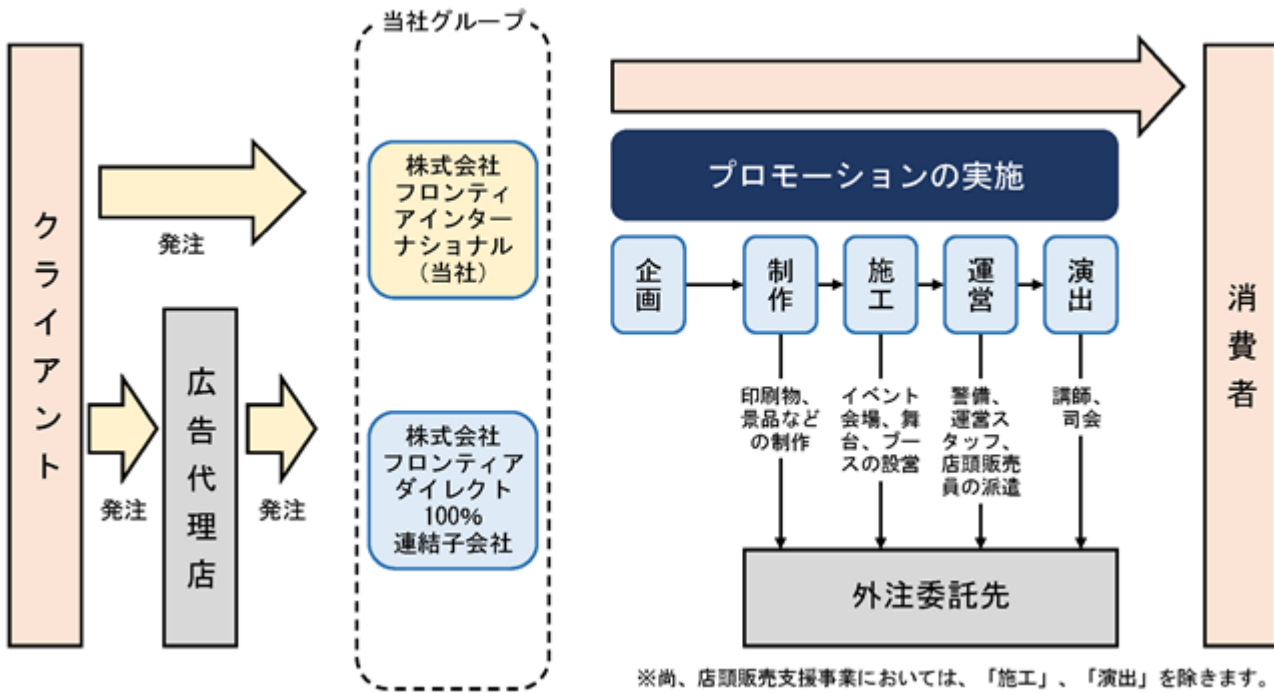 当社グループ
クライアント
発注
広告代理店
発注
発注
株式会社
フロンティ
アインター
ナショナル
(当社)
株式会社
フロンティア
ダイレクト
100%
連結子会社
プロモーションの実施
企画
制作
施工
運営
演出
印刷物、
景品など
の制作
イベント
会場、舞
台、ブー
スの設営
警備、
運営ス
タッフ、
店頭販売
員の派遣
講師、
司会
外注委託先
消費者
※尚、店頭販売支援事業においては、「施工」、「演出」を除きます。